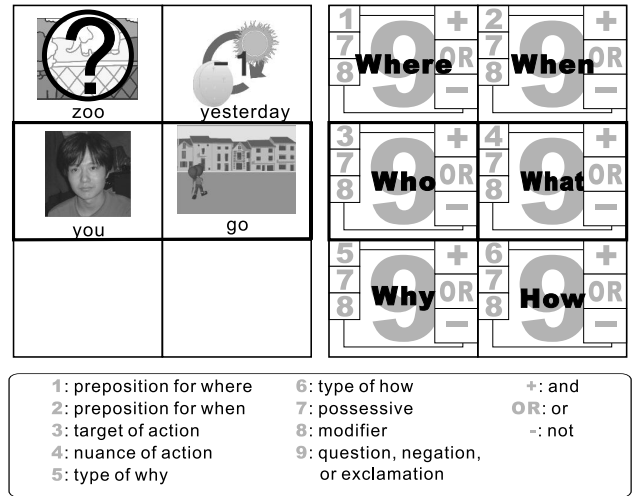 ?
zoo
-1
yesterday
you
go
1 + 2 +
7 OR 7 OR
8 Where 8 When
9 - 9 -
3 + 4 +
7 OR 7 OR
8 Who 8 What
9 - 9 -
5 + 6 +
7 OR 7 OR
8 Why 8 How
9 - 9 -
1: preposition for where
2: preposition for when
3: target of action
4: nuance of action
5: type of why
6: type of how
7: possessive
8: modifier
9: question, negation,
or exclamation
+: and
OR: or
-: not